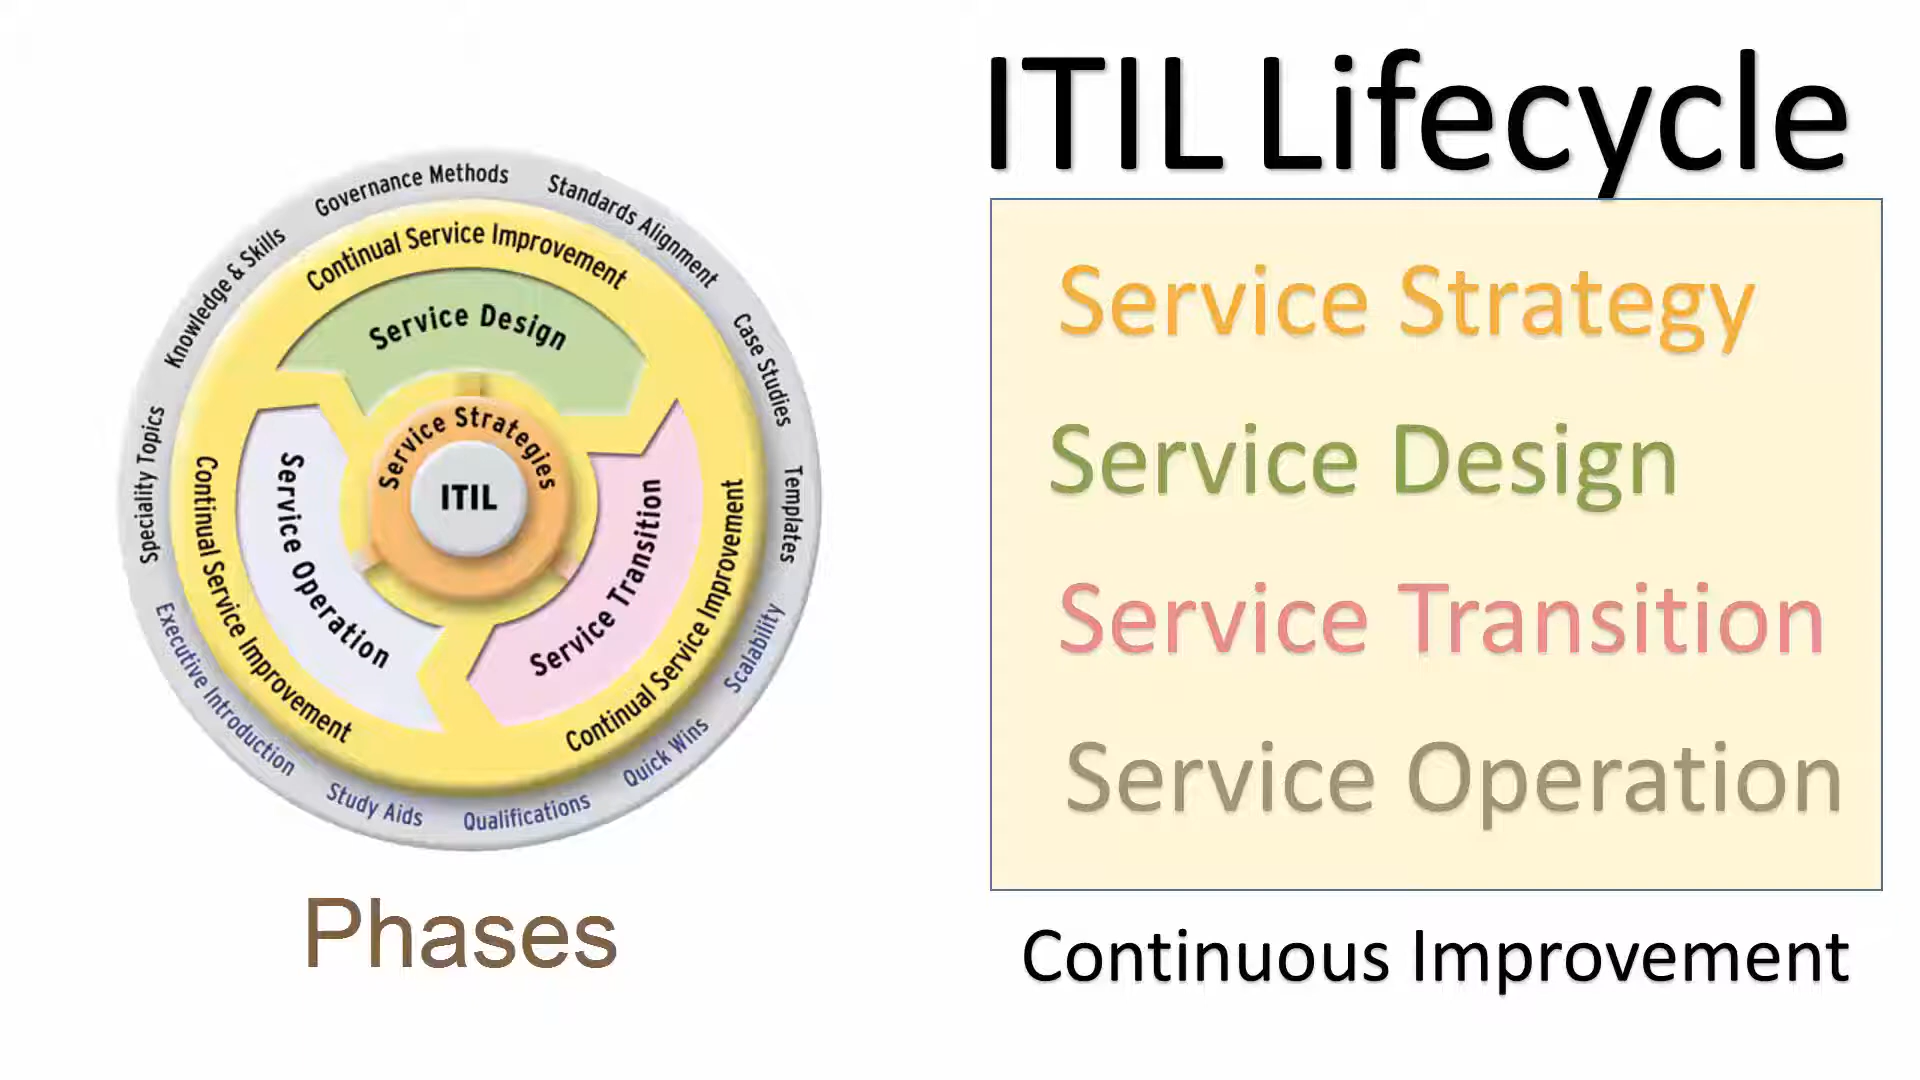 ITIL Lifecycle
Governance Methods
Standards Alignment
Knowledge & Skills
Case Studies
Speciality Topics
Templates
Executive Introduction
Scalability
Study Aids
Qualifications
Quick Wins
Continual Service Improvement
Continual Service Improvement
Continual Service Improvement
Service Design
Service Strategies
ITIL
Service Operation
Service Transition
Phases
Service Strategy
Service Design
Service Transition
Service Operation
Continuous Improvement